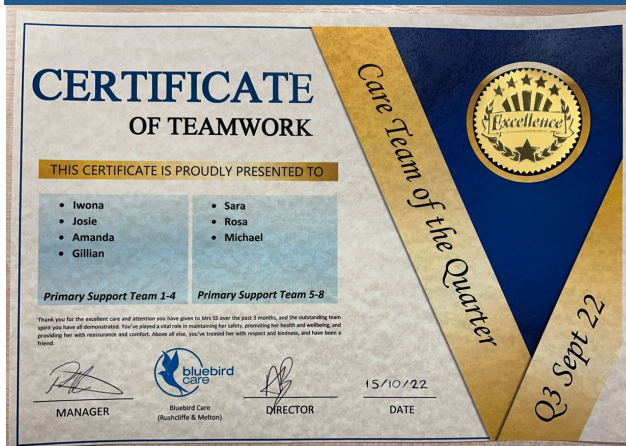 CERTIFICATE
OF TEAMWORK
THIS CERTIFICATE IS PROUDLY PRESENTED TO
• Iwona
• Josie
• Amanda
• Gillian
Primary Support Team 1-4
• Sara
• Rosa
• Michael
Primary Support Team 5-8
Thank you for the excellent care and attention you have given to Mrs SS over the past 3 months, and the outstanding team
spirit you have all demonstrated. You've played a vital role in maintaining her safety, promoting her health and wellbeing, and
providing her with reassurance and comfort. Above all else, you've treated her with respect and kindness, and have been a
friend.
MANAGER
bluebird
care
Bluebird Care
(Rushcliffe & Melton)
DIRECTOR
15/10/22
DATE
Care Team of the Quarter
Excellence
Q3 Sept 22